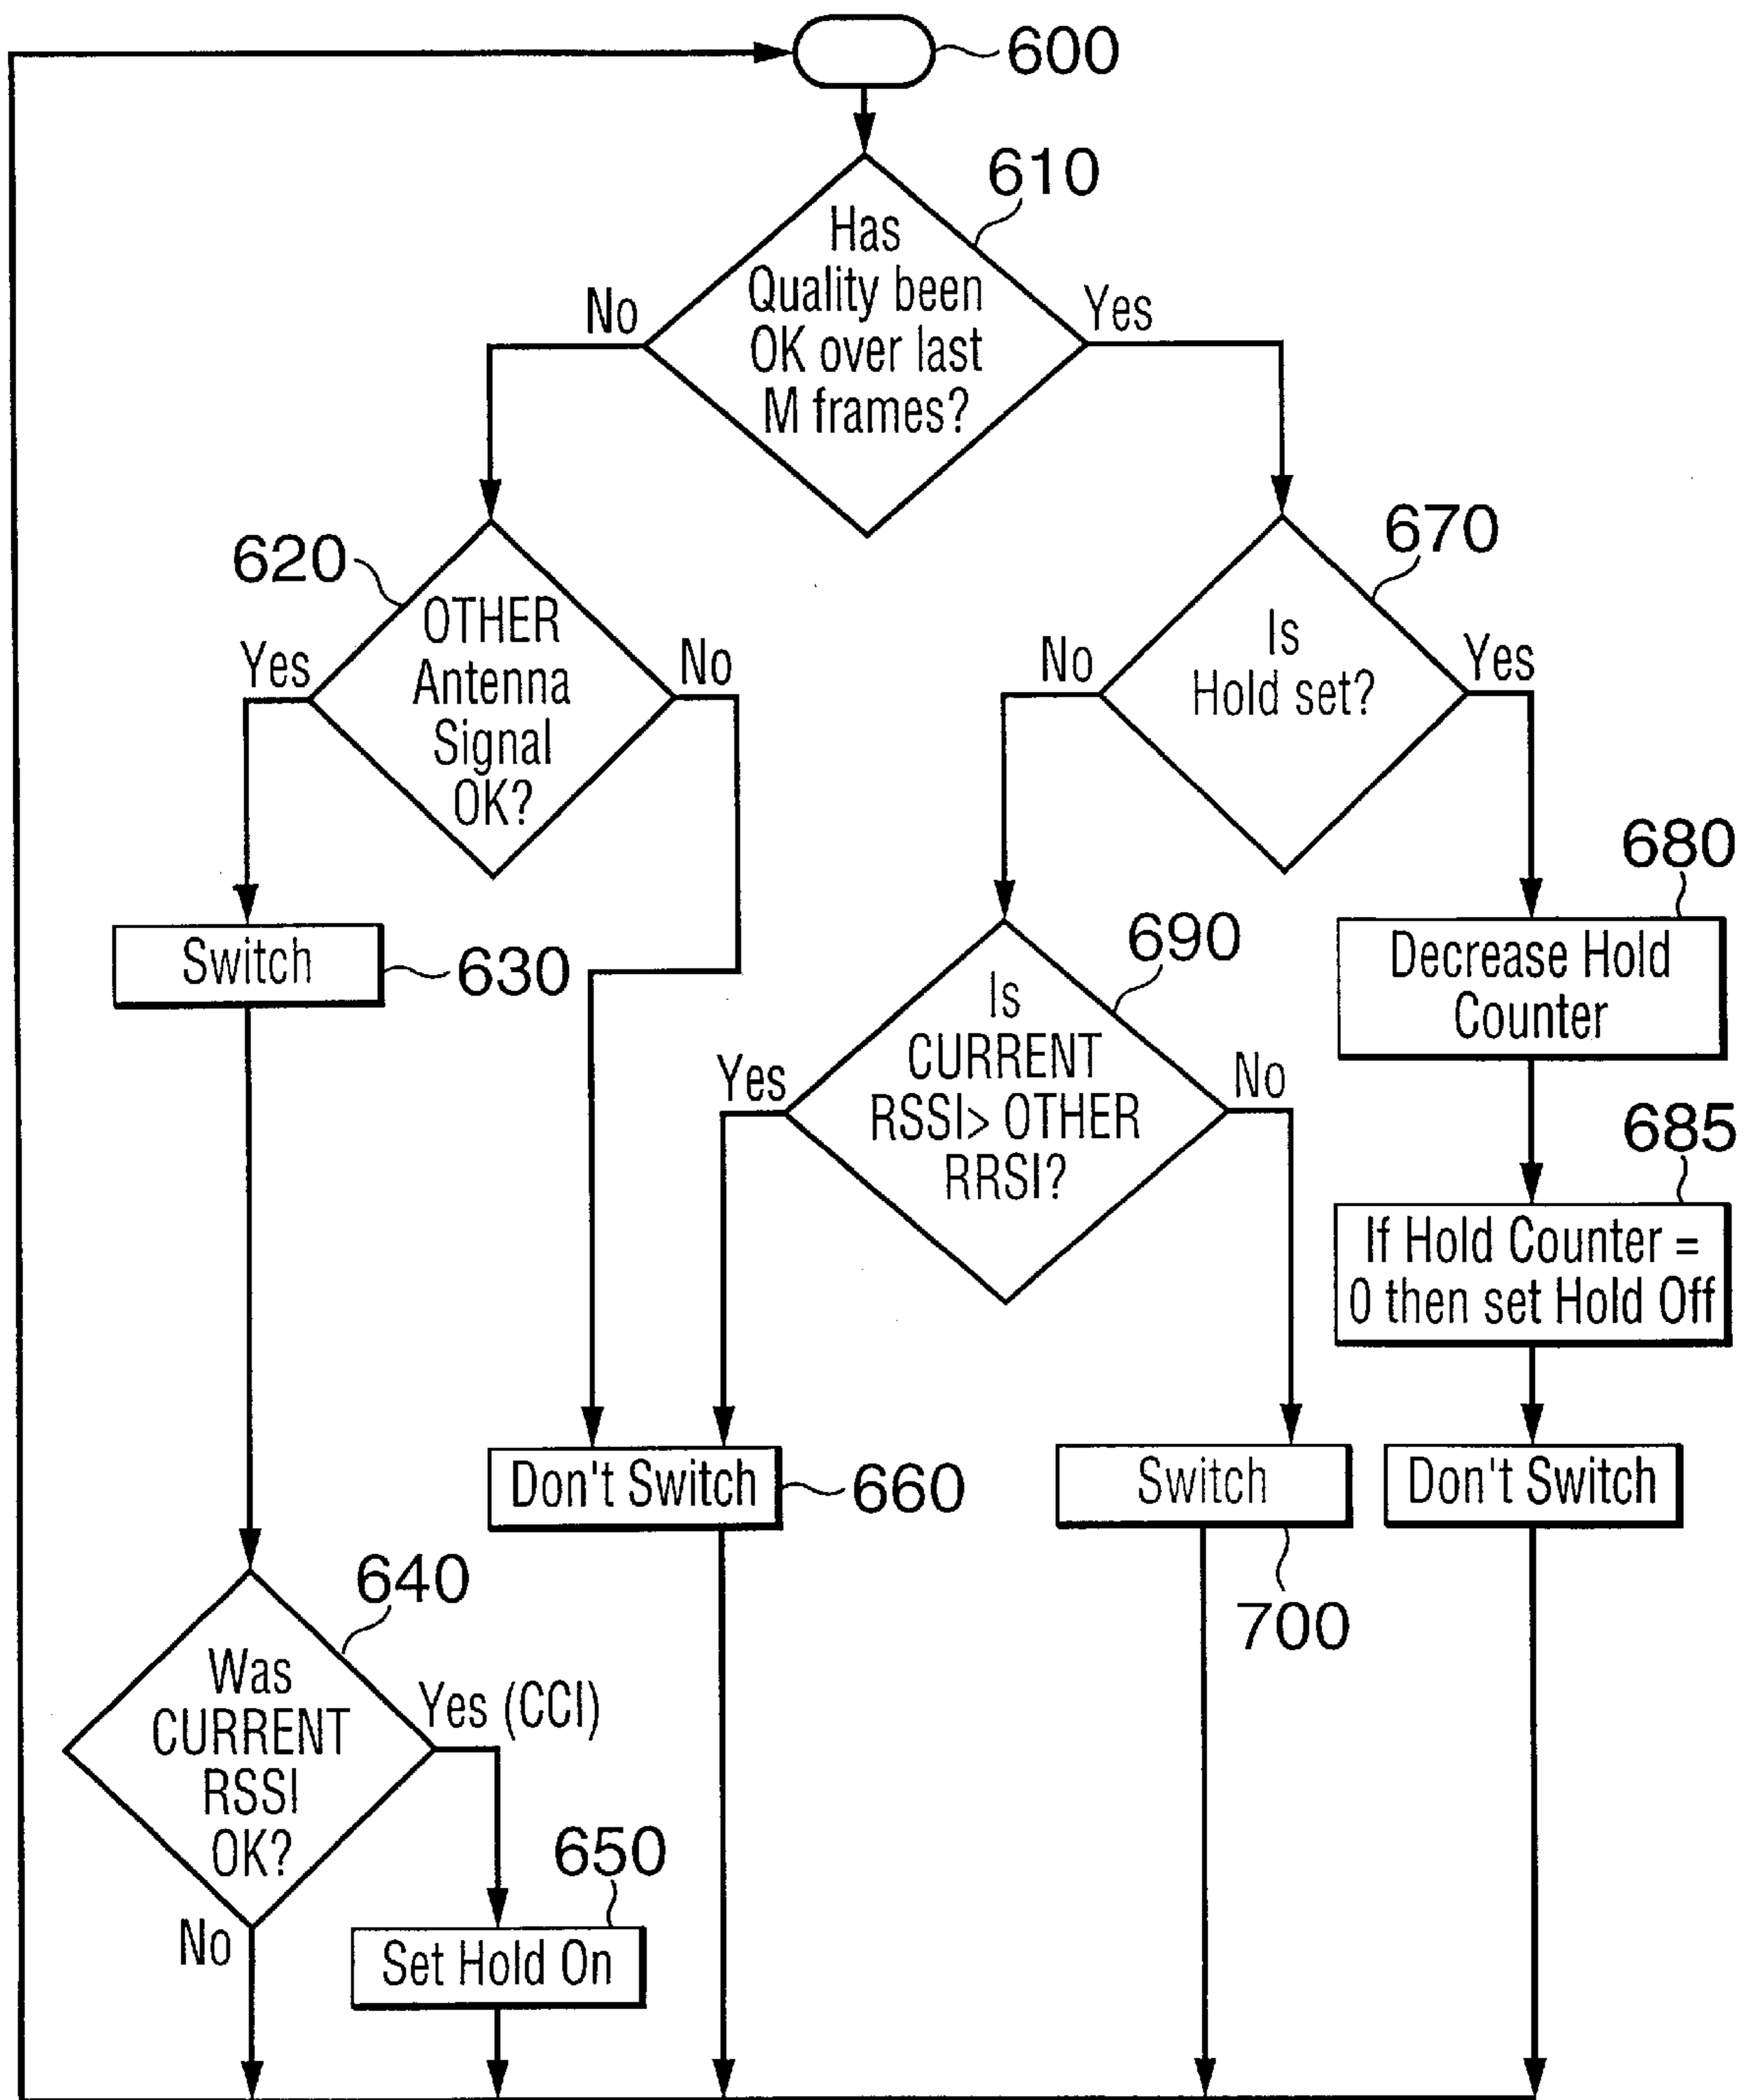 600
610
Has
Quality been
OK over last
M frames?
No
Yes
620
OTHER
Antenna
Signal
OK?
Yes
No
670
Is
Hold set?
No
Yes
Switch
630
680
Decrease Hold
Counter
690
Is
CURRENT
RSSI> OTHER
RRSI?
Yes
No
685
If Hold Counter =
0 then set Hold Off
Don't Switch
660
Switch
700
Don't Switch
640
Was
CURRENT
RSSI
OK?
Yes (CCI)
No
650
Set Hold On